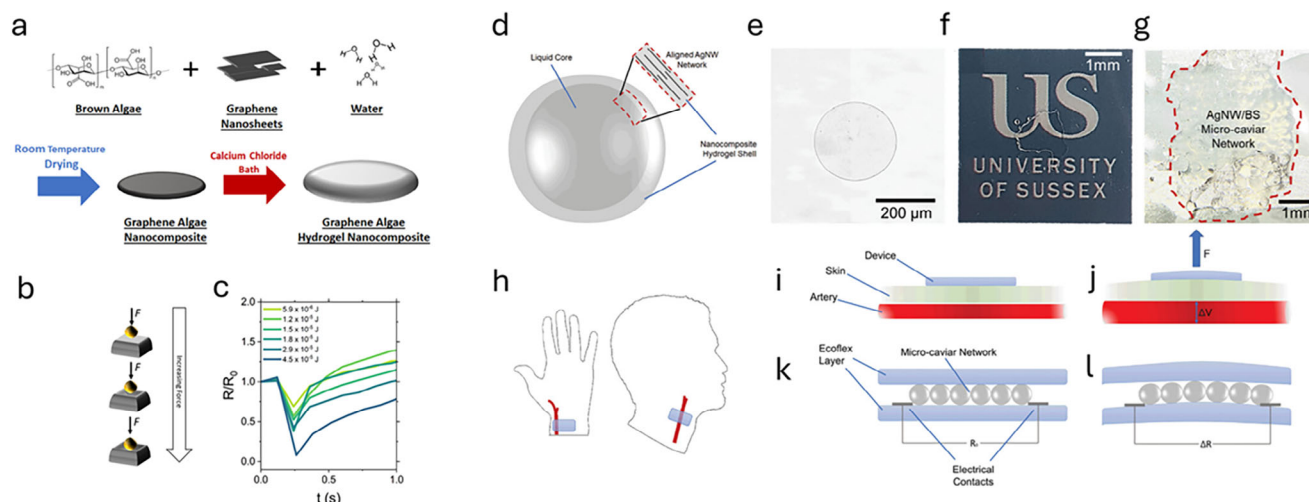 a
Brown Algae
+
Graphene
Nanosheets
+
Water
Room Temperature
Drying
Calcium Chloride
Bath
Graphene Algae
Nanocomposite
Graphene Algae
Hydrogel Nanocomposite
b
F
F
F
Increasing Force
c
R/R₀
2.0
1.5
1.0
0.5
0.0
5.9 x 10⁻⁶ J
1.2 x 10⁻⁵ J
1.5 x 10⁻⁵ J
1.8 x 10⁻⁵ J
2.9 x 10⁻⁵ J
4.5 x 10⁻⁵ J
0.0
0.5
1.0
t (s)
d
Liquid Core
Aligned AgNW
Network
Nanocomposite
Hydrogel Shell
e
200 µm
f
1mm
us
UNIVERSITY
OF SUSSEX
g
AgNW/BS
Micro-caviar
Network
1mm
h
i
Device
Skin
Artery
j
F
ΔV
k
Ecoflex
Layer
Micro-caviar Network
Electrical
Contacts
l
ΔR